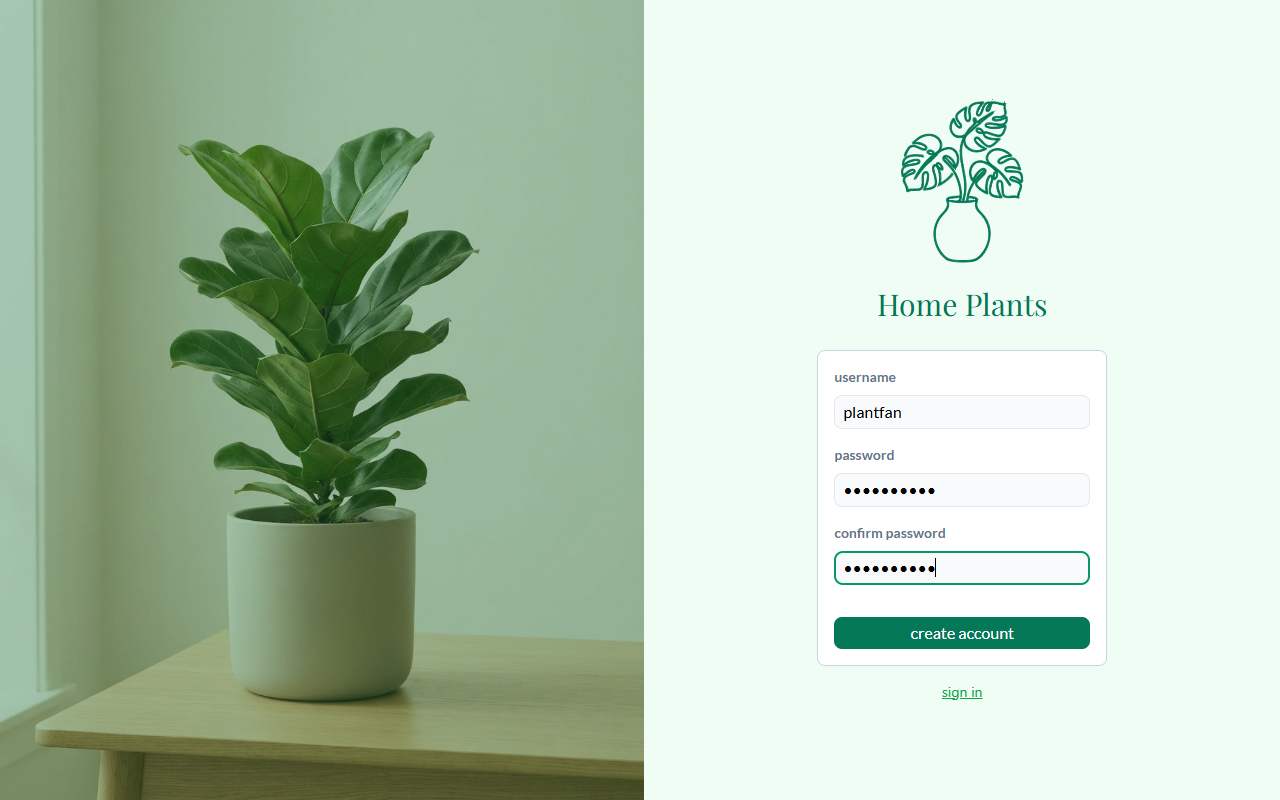 Home Plants
username
plantfan
password
••••••••••
confirm password
••••••••••
create account
sign in